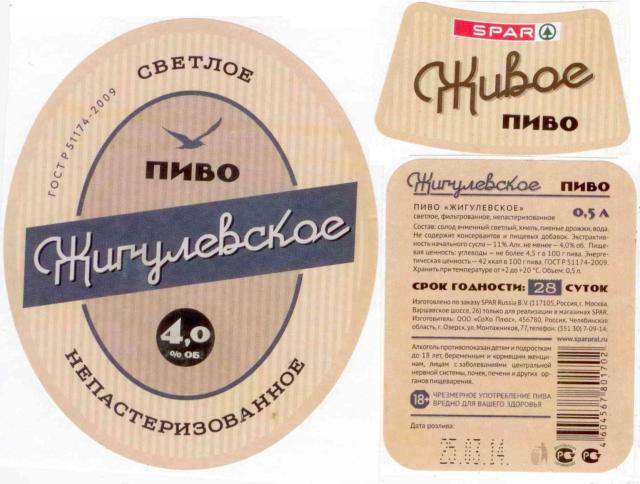 СВЕТЛОЕ
ГОСТ Р 51174-2009
ПИВО
Жигулевское
4,0
% ОБ
НЕПАСТЕРИЗОВАННОЕ
SPAR
Живое
ПИВО
Жигулевское ПИВО
ПИВО «ЖИГУЛЕВСКОЕ»
светлое, фильтрованное, непастеризованное 0,5 Л
Состав: солод ячменный светлый, хмель, пивные дрожжи, вода.
Не содержит консервантов и пищевых добавок. Экстрактив-
ность начального сусла — 11%. Алк. не менее — 4,0% об. Пище-
вая ценность: углеводы — не более 4,5 г в 100 г пива. Энерге-
тическая ценность — 42 ккал в 100 г пива. ГОСТ Р 51174-2009.
Хранить при температуре от +2 до +20 °С. Объем: 0,5 л.
СРОК ГОДНОСТИ: 28 СУТОК
Изготовлено по заказу SPAR Russia B.V. (117105, Россия, г. Москва,
Варшавское шоссе, 26) только для реализации в магазинах SPAR.
Изготовитель: ООО «СоХо Плюс», 456780, Россия, Челябинская
область, г. Озерск, ул. Монтажников, 77, телефон: (351 30) 7-09-14.
www.sparural.ru
Алкоголь противопоказан детям и подросткам
до 18 лет, беременным и кормящим женщи-
нам, лицам с заболеваниями центральной
нервной системы, почек, печени и других ор-
ганов пищеварения.
18+ ЧРЕЗМЕРНОЕ УПОТРЕБЛЕНИЕ ПИВА
ВРЕДНО ДЛЯ ВАШЕГО ЗДОРОВЬЯ
Дата розлива:
25.03.14
4 604567 801702